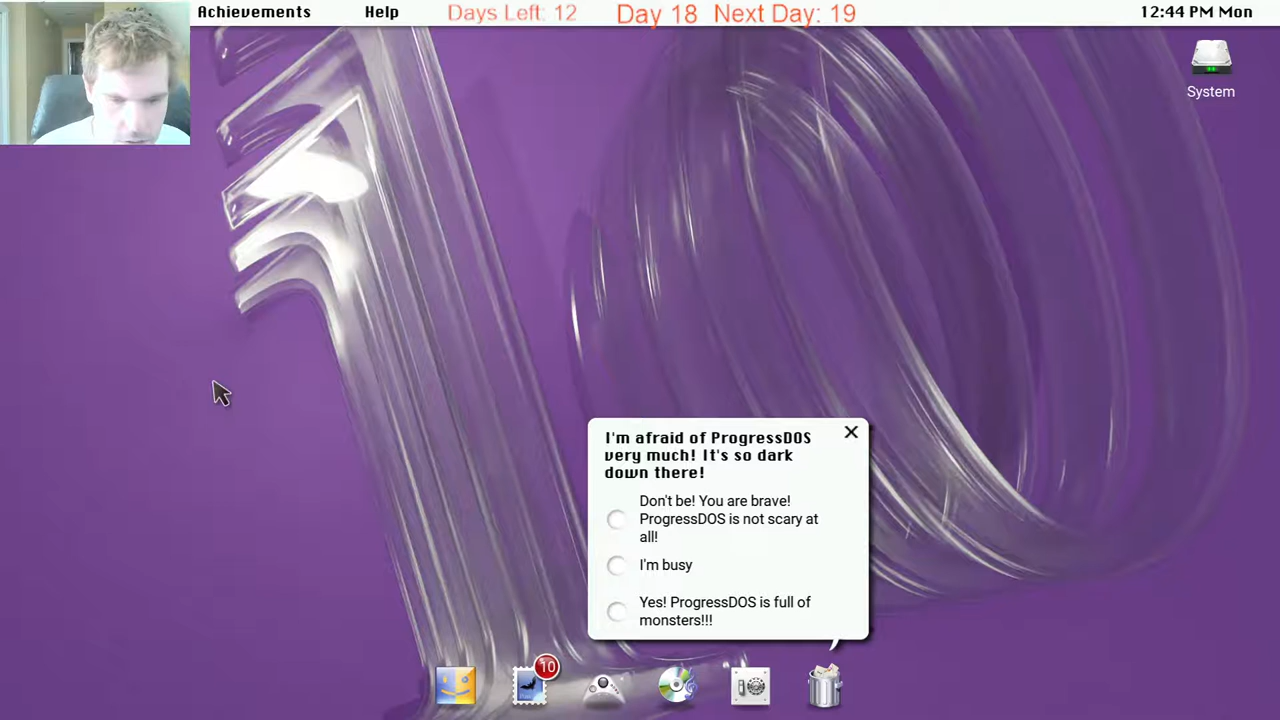 Achievements Help Days Left: 12 Day 18 Next Day: 19 12:44 PM Mon
System
I'm afraid of ProgressDOS
very much! It's so dark
down there!
Don't be! You are brave!
ProgressDOS is not scary at
all!
I'm busy
Yes! ProgressDOS is full of
monsters!!!
10